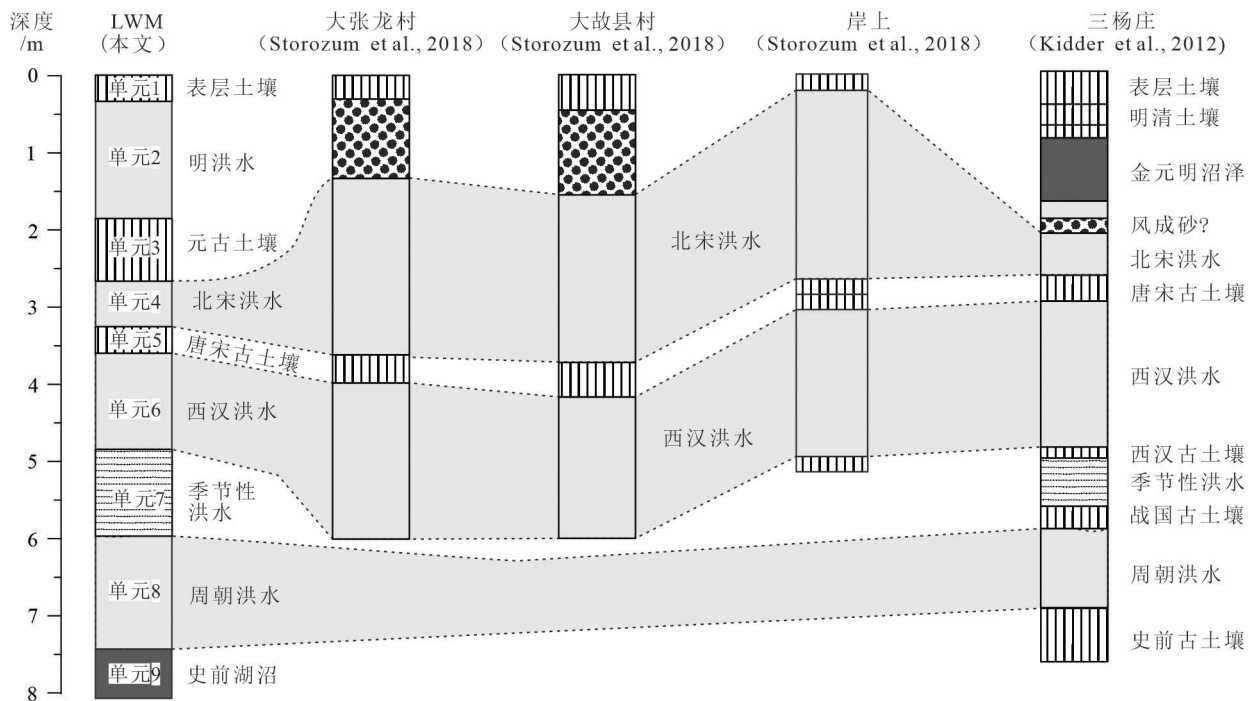 深度
/m
LWM
(本文)
大张龙村
(Storozum et al., 2018)
大故县村
(Storozum et al., 2018)
岸上
(Storozum et al., 2018)
三杨庄
(Kidder et al., 2012)
0
1
2
3
4
5
6
7
8
单元1
单元2
单元3
单元4
单元5
单元6
单元7
单元8
单元9
表层土壤
明洪水
元古土壤
北宋洪水
唐宋古土壤
西汉洪水
季节性
洪水
周朝洪水
史前湖沼
北宋洪水
西汉洪水
表层土壤
明清土壤
金元明沼泽
风成砂?
北宋洪水
唐宋古土壤
西汉洪水
西汉古土壤
季节性洪水
战国古土壤
周朝洪水
史前古土壤